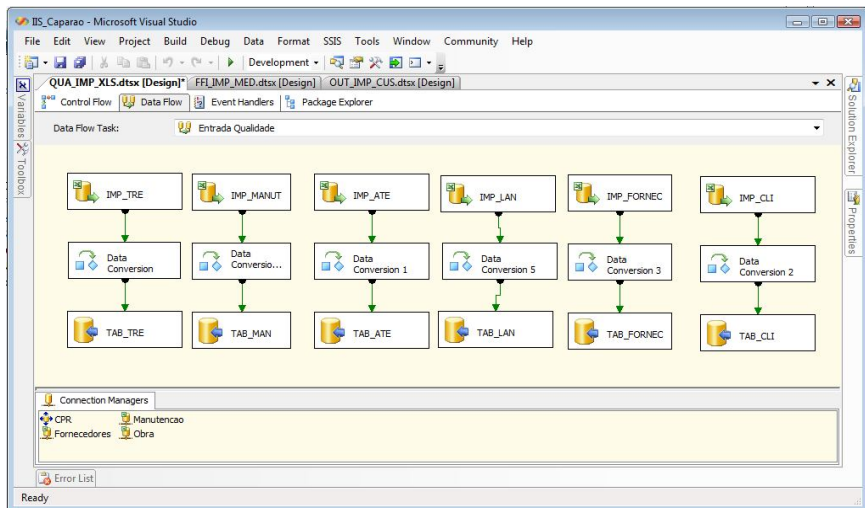 IIS_Caparao - Microsoft Visual Studio
File Edit View Project Build Debug Data Format SSIS Tools Window Community Help
Development
QUA_IMP_XLS.dtsx [Design]* FFI_IMP_MED.dtsx [Design] OUT_IMP_CUS.dtsx [Design]
Control Flow Data Flow Event Handlers Package Explorer
Variables
Toolbox
Solution Explorer
Properties
Data Flow Task: Entrada Qualidade
IMP_TRE IMP_MANUT IMP_ATE IMP_LAN IMP_FORNEC IMP_CLI
Data Conversion
Data Conversio...
Data Conversion 1
Data Conversion 5
Data Conversion 3
Data Conversion 2
TAB_TRE TAB_MAN TAB_ATE TAB_LAN TAB_FORNEC TAB_CLI
Connection Managers
CPR Manutencao
Fornecedores Obra
Error List
Ready